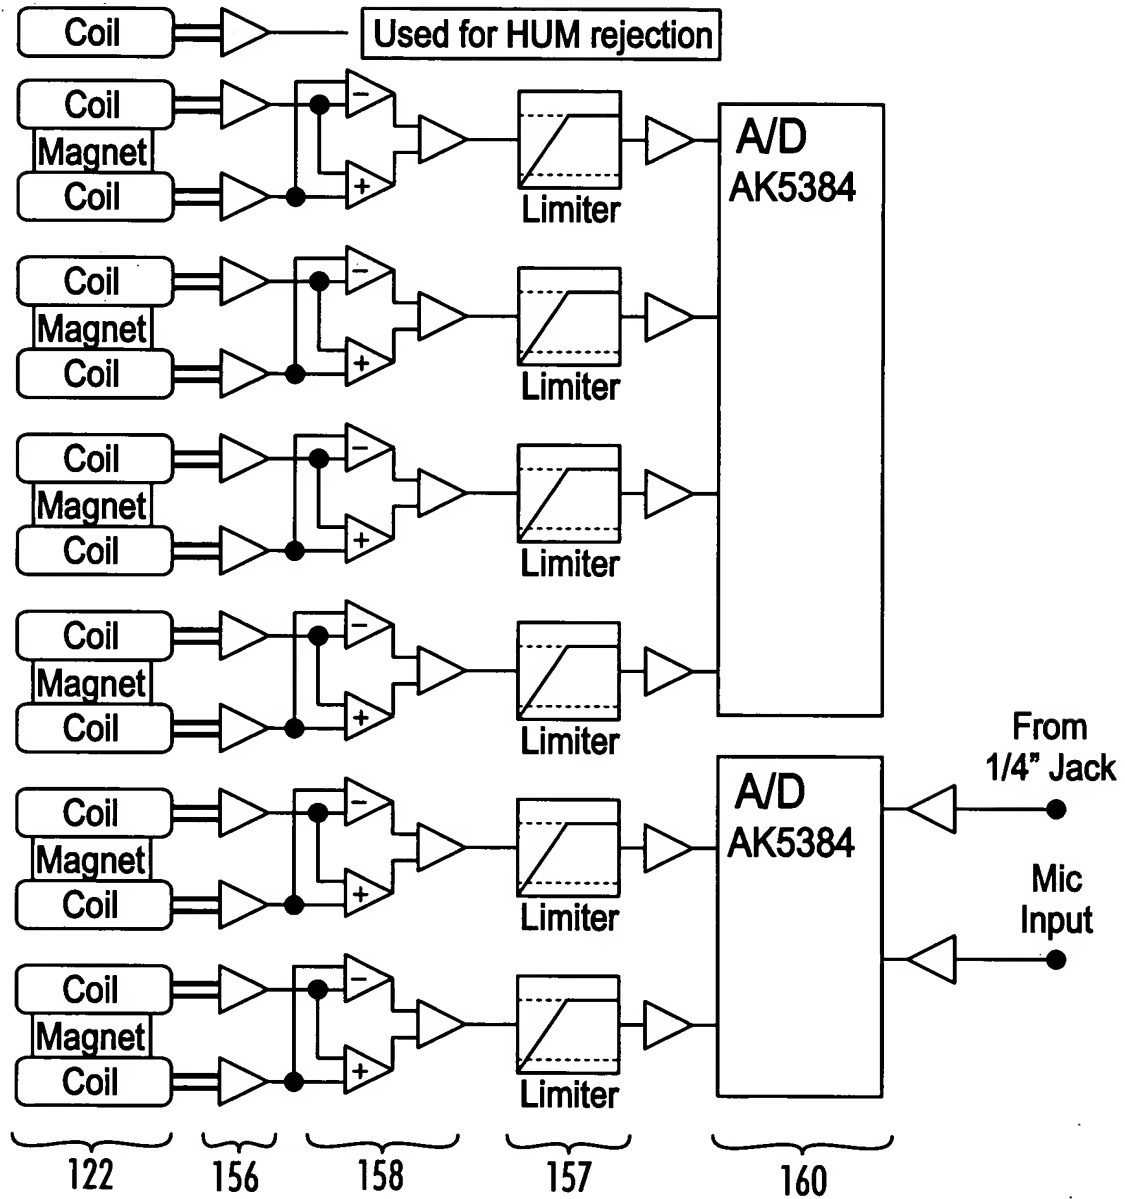 Coil
Used for HUM rejection
Coil
Magnet
Coil
Limiter
A/D
AK5384
Coil
Magnet
Coil
Limiter
Coil
Magnet
Coil
Limiter
Coil
Magnet
Coil
Limiter
From
1/4” Jack
Coil
Magnet
Coil
Limiter
A/D
AK5384
Mic
Input
Coil
Magnet
Coil
Limiter
− + − + − + − + − + − +
122 156 158 157 160